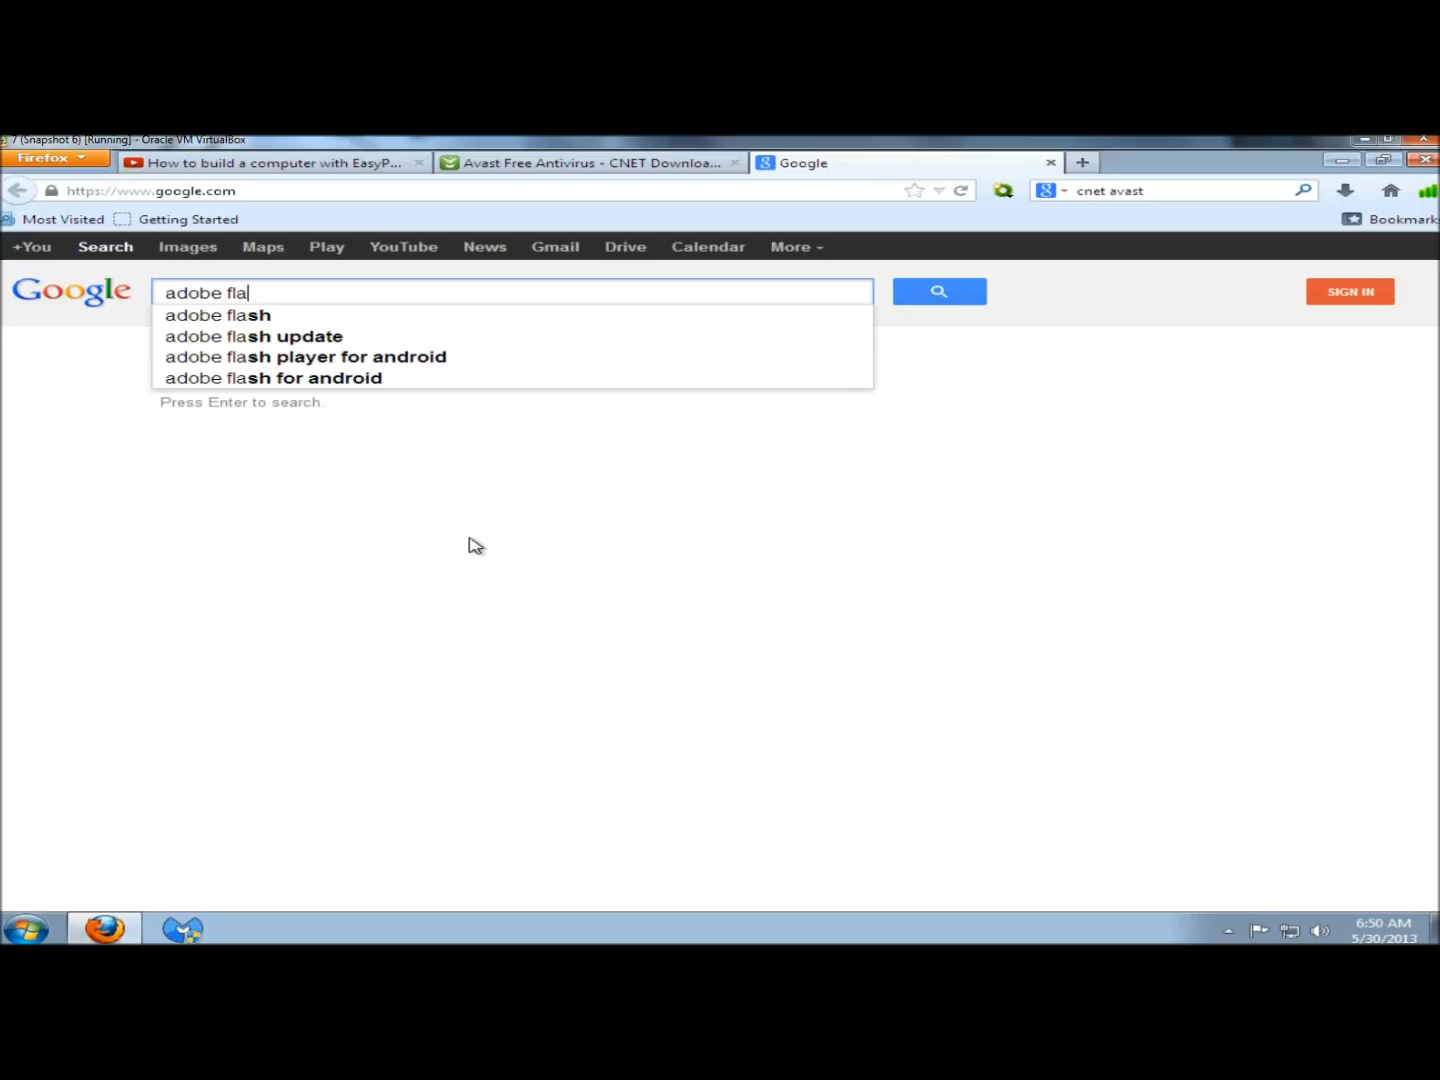 7 (Snapshot 6) [Running] - Oracle VM VirtualBox
Firefox
How to build a computer with EasyP...
Avast Free Antivirus - CNET Downloa...
Google
https://www.google.com
cnet avast
Most Visited
Getting Started
Bookmark
+You Search Images Maps Play YouTube News Gmail Drive Calendar More
Google
adobe fla
SIGN IN
adobe flash
adobe flash update
adobe flash player for android
adobe flash for android
Press Enter to search.
6:50 AM
5/30/2013